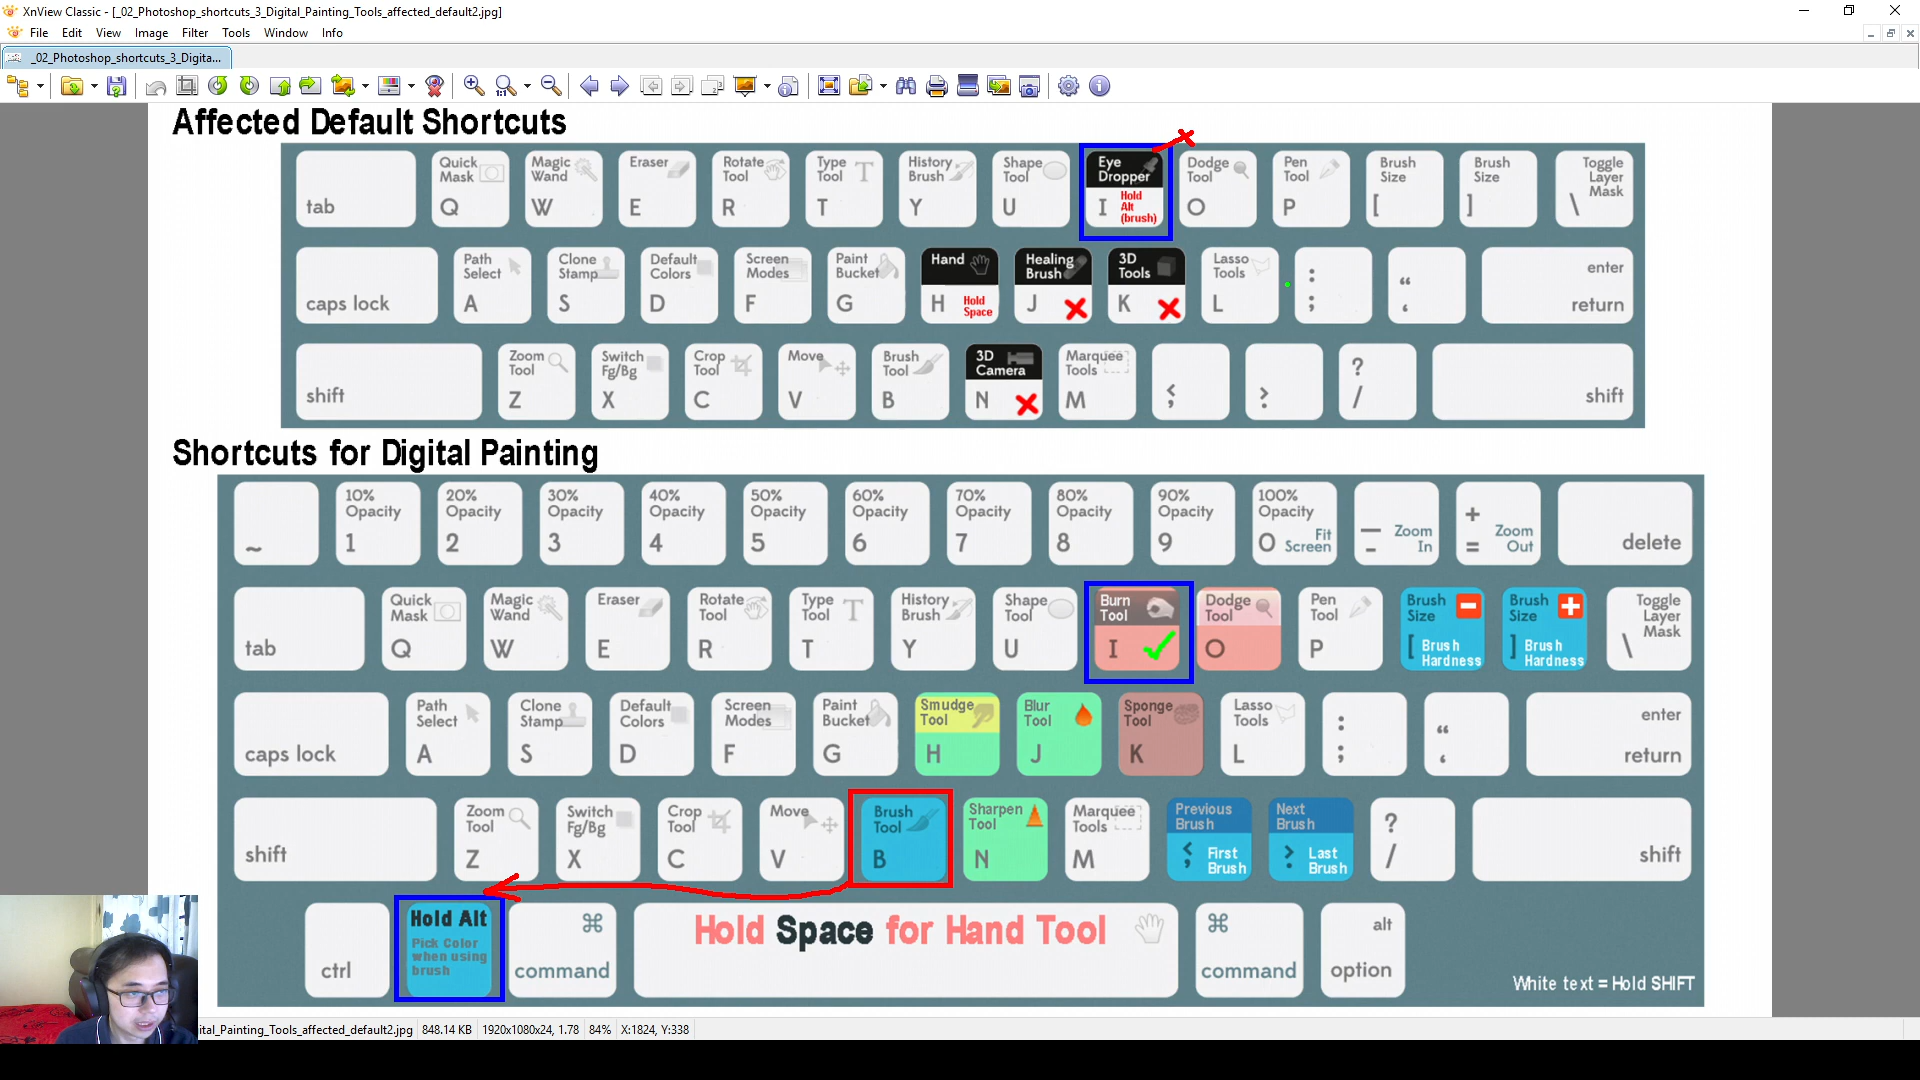 XnView Classic - [_02_Photoshop_shortcuts_3_Digital_Painting_Tools_affected_default2.jpg]
File Edit View Image Filter Tools Window Info
_02_Photoshop_shortcuts_3_Digita...
Affected Default Shortcuts
tab
Quick Mask Q
Magic Wand W
Eraser E
Rotate Tool R
Type Tool T
History Brush Y
Shape Tool U
Eye Dropper I Hold Alt (brush)
Dodge Tool O
Pen Tool P
Brush Size [
Brush Size ]
Toggle Layer Mask \
caps lock
Path Select A
Clone Stamp S
Default Colors D
Screen Modes F
Paint Bucket G
Hand H Hold Space
Healing Brush J
3D Tools K
Lasso Tools L
: ;
“ ‘
enter return
shift
Zoom Tool Z
Switch Fg/Bg X
Crop Tool C
Move V
Brush Tool B
3D Camera N
Marquee Tools M
< ,
> .
? /
shift
Shortcuts for Digital Painting
~
10% Opacity 1
20% Opacity 2
30% Opacity 3
40% Opacity 4
50% Opacity 5
60% Opacity 6
70% Opacity 7
80% Opacity 8
90% Opacity 9
100% Opacity O Fit Screen
— - Zoom In
+ = Zoom Out
delete
tab
Quick Mask Q
Magic Wand W
Eraser E
Rotate Tool R
Type Tool T
History Brush Y
Shape Tool U
Burn Tool I
Dodge Tool O
Pen Tool P
Brush Size [ Brush Hardness
Brush Size ] Brush Hardness
Toggle Layer Mask \
caps lock
Path Select A
Clone Stamp S
Default Colors D
Screen Modes F
Paint Bucket G
Smudge Tool H
Blur Tool J
Sponge Tool K
Lasso Tools L
: ;
“ ‘
enter return
shift
Zoom Tool Z
Switch Fg/Bg X
Crop Tool C
Move V
Brush Tool B
Sharpen Tool N
Marquee Tools M
Previous Brush < , First Brush
Next Brush > . Last Brush
? /
shift
ctrl
Hold Alt Pick Color when using brush
⌘ command
Hold Space for Hand Tool
⌘ command
alt option
White text = Hold SHIFT
ital_Painting_Tools_affected_default2.jpg 848.14 KB 1920x1080x24, 1.78 84% X:1824, Y:338